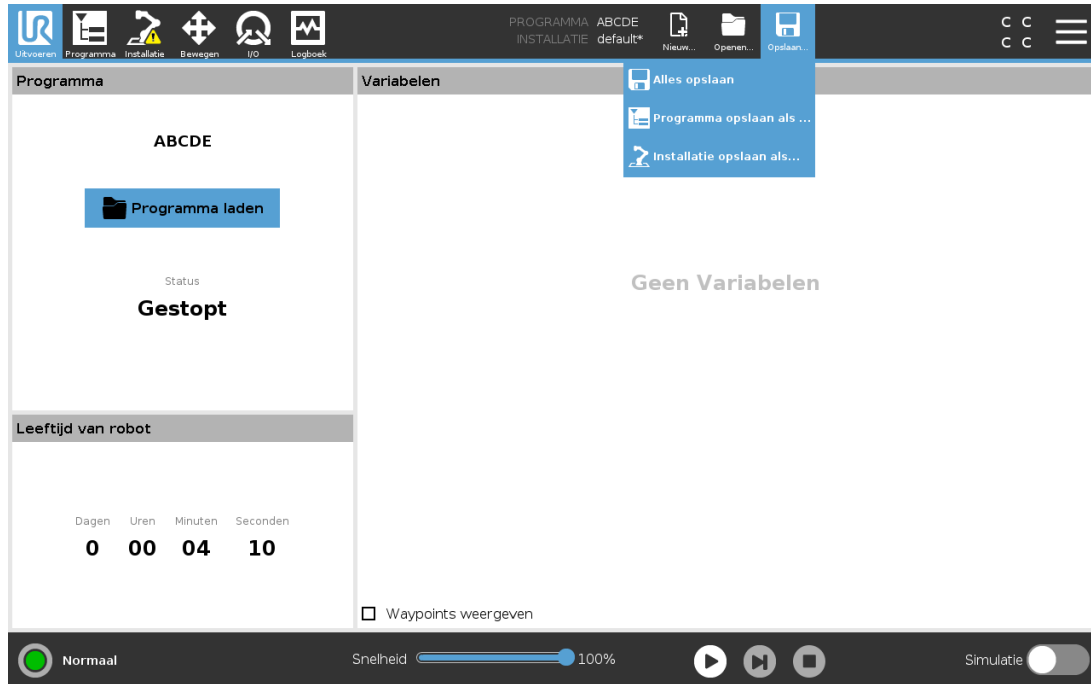 PROGRAMMA ABCDE
INSTALLATIE default*
C C
C C
Uitvoeren Programma Installatie Bewegen I/O Logboek Nieuw... Openen... Opslaan...
Programma
Variabelen
Alles opslaan
Programma opslaan als ...
Installatie opslaan als...
ABCDE
Programma laden
Status
Gestopt
Geen Variabelen
Leeftijd van robot
Dagen Uren Minuten Seconden
0 00 04 10
Waypoints weergeven
Normaal
Snelheid 100%
Simulatie